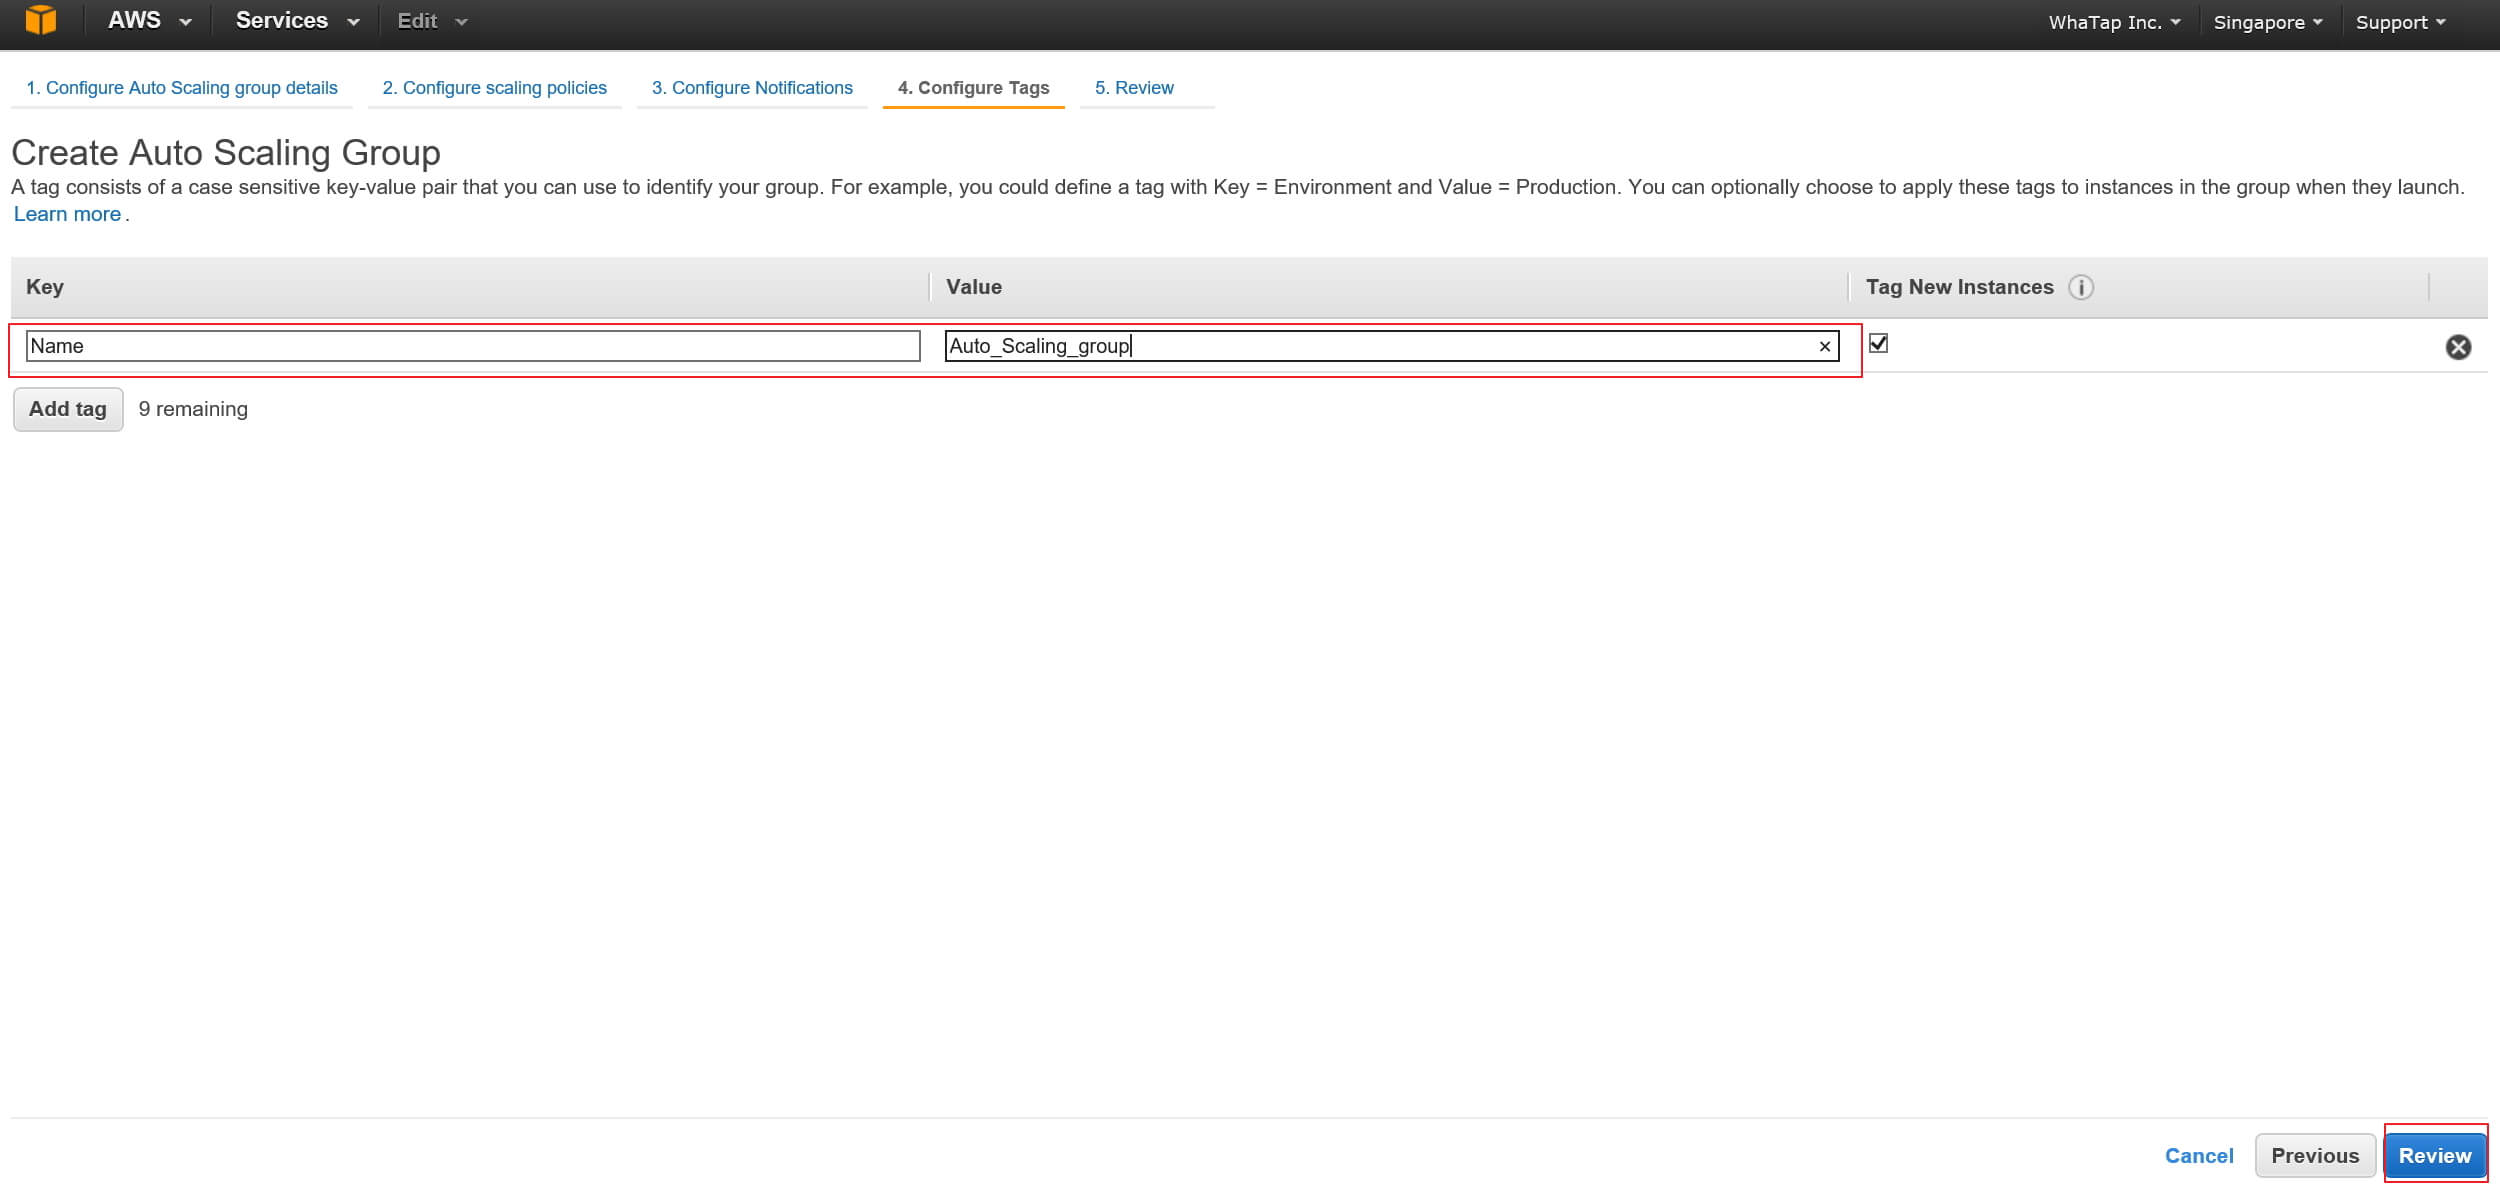 AWS Services Edit WhaTap Inc. Singapore Support
1. Configure Auto Scaling group details 2. Configure scaling policies 3. Configure Notifications 4. Configure Tags 5. Review
Create Auto Scaling Group
A tag consists of a case sensitive key-value pair that you can use to identify your group. For example, you could define a tag with Key = Environment and Value = Production. You can optionally choose to apply these tags to instances in the group when they launch.
Learn more.
Key Value Tag New Instances
Name Auto_Scaling_group
Add tag 9 remaining
Cancel Previous Review